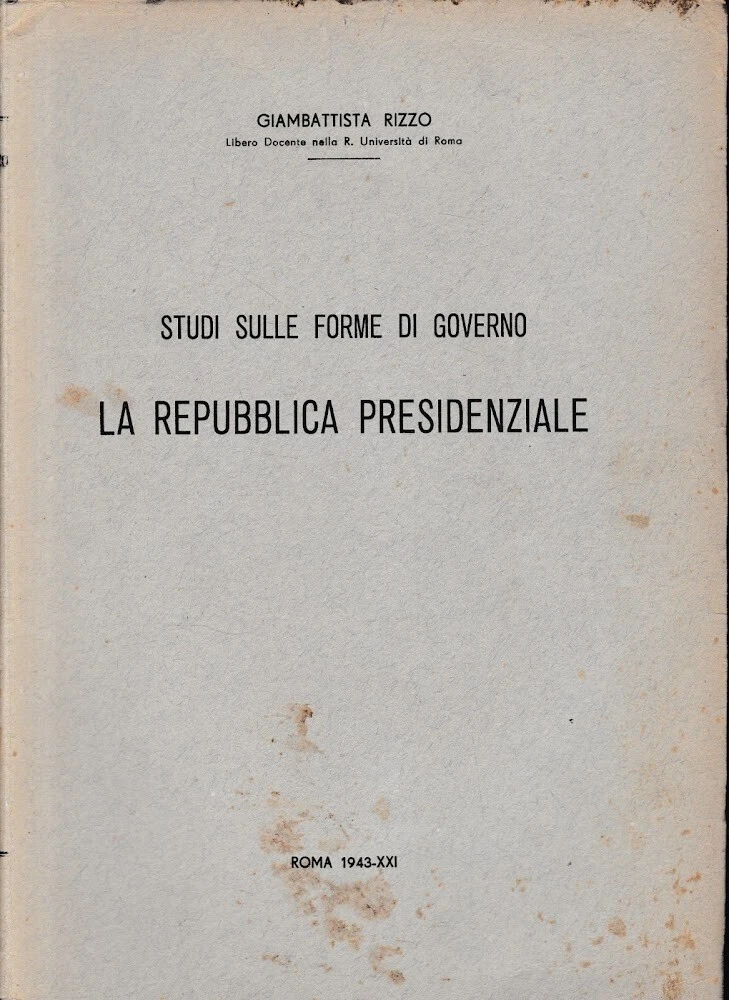 GIAMBATTISTA RIZZO
Libero Docente nella R. Università di Roma
STUDI SULLE FORME DI GOVERNO
LA REPUBBLICA PRESIDENZIALE
ROMA 1943-XXI